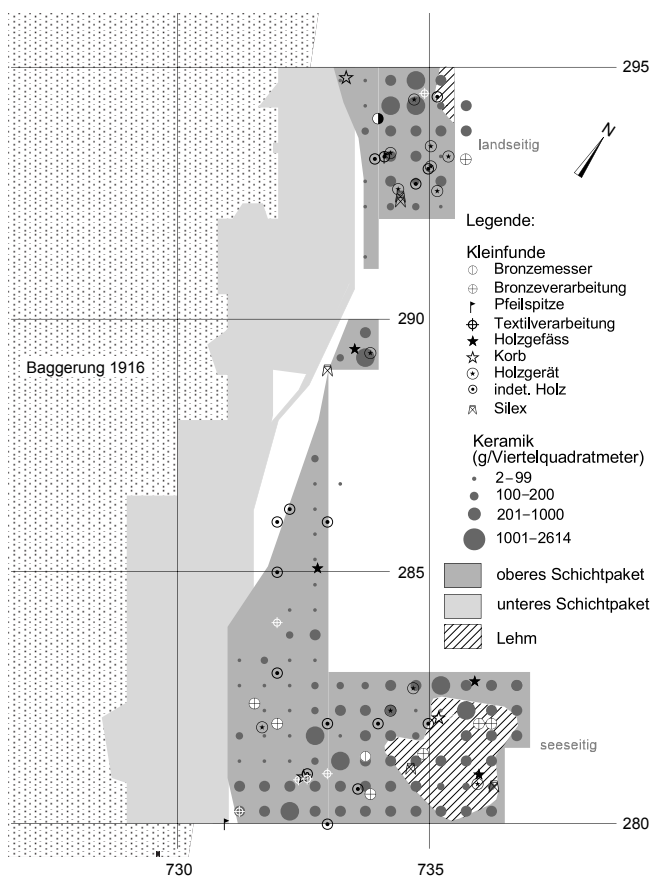 295
landseitig
N
Legende:
Kleinfunde
Bronzemesser
Bronzeverarbeitung
Pfeilspitze
Textilverarbeitung
Holzgefäss
Korb
Holzgerät
indet. Holz
Silex
290
Baggerung 1916
Keramik
(g/Viertelquadratmeter)
2–99
100–200
201–1000
1001–2614
285
oberes Schichtpaket
unteres Schichtpaket
Lehm
seeseitig
280
730
735